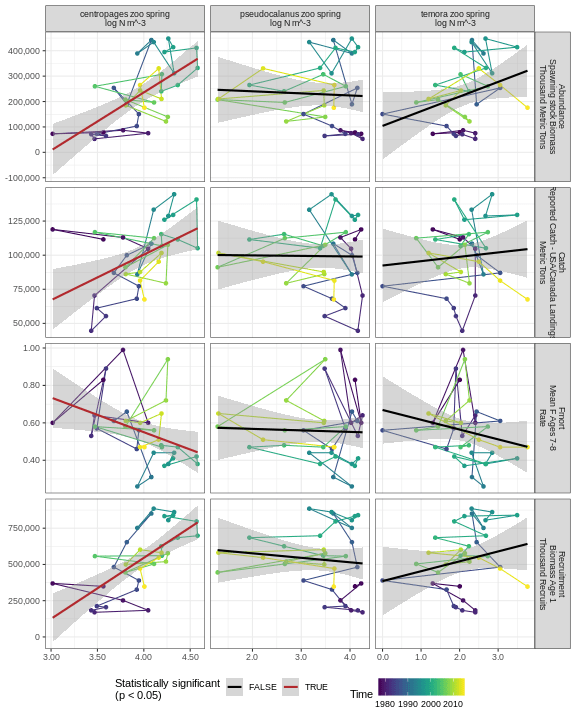 centropages zoo spring
log N m^-3
pseudocalanus zoo spring
log N m^-3
temora zoo spring
log N m^-3
400,000
300,000
200,000
100,000
0
-100,000
Abundance
Spawning stock Biomass
Thousand Metric Tons
125,000
100,000
75,000
50,000
Catch
Reported Catch - USA/Canada Landings
Metric Tons
1.00
0.80
0.60
0.40
Fmort
Mean F Ages 7-8
Rate
750,000
500,000
250,000
0
Recruitment
Biomass Age 1
Thousand Recruits
3.00 3.50 4.00 4.50
2.0 3.0 4.0
0.0 1.0 2.0 3.0
Statistically significant
(p < 0.05)
FALSE
TRUE
Time
1980 1990 2000 2010